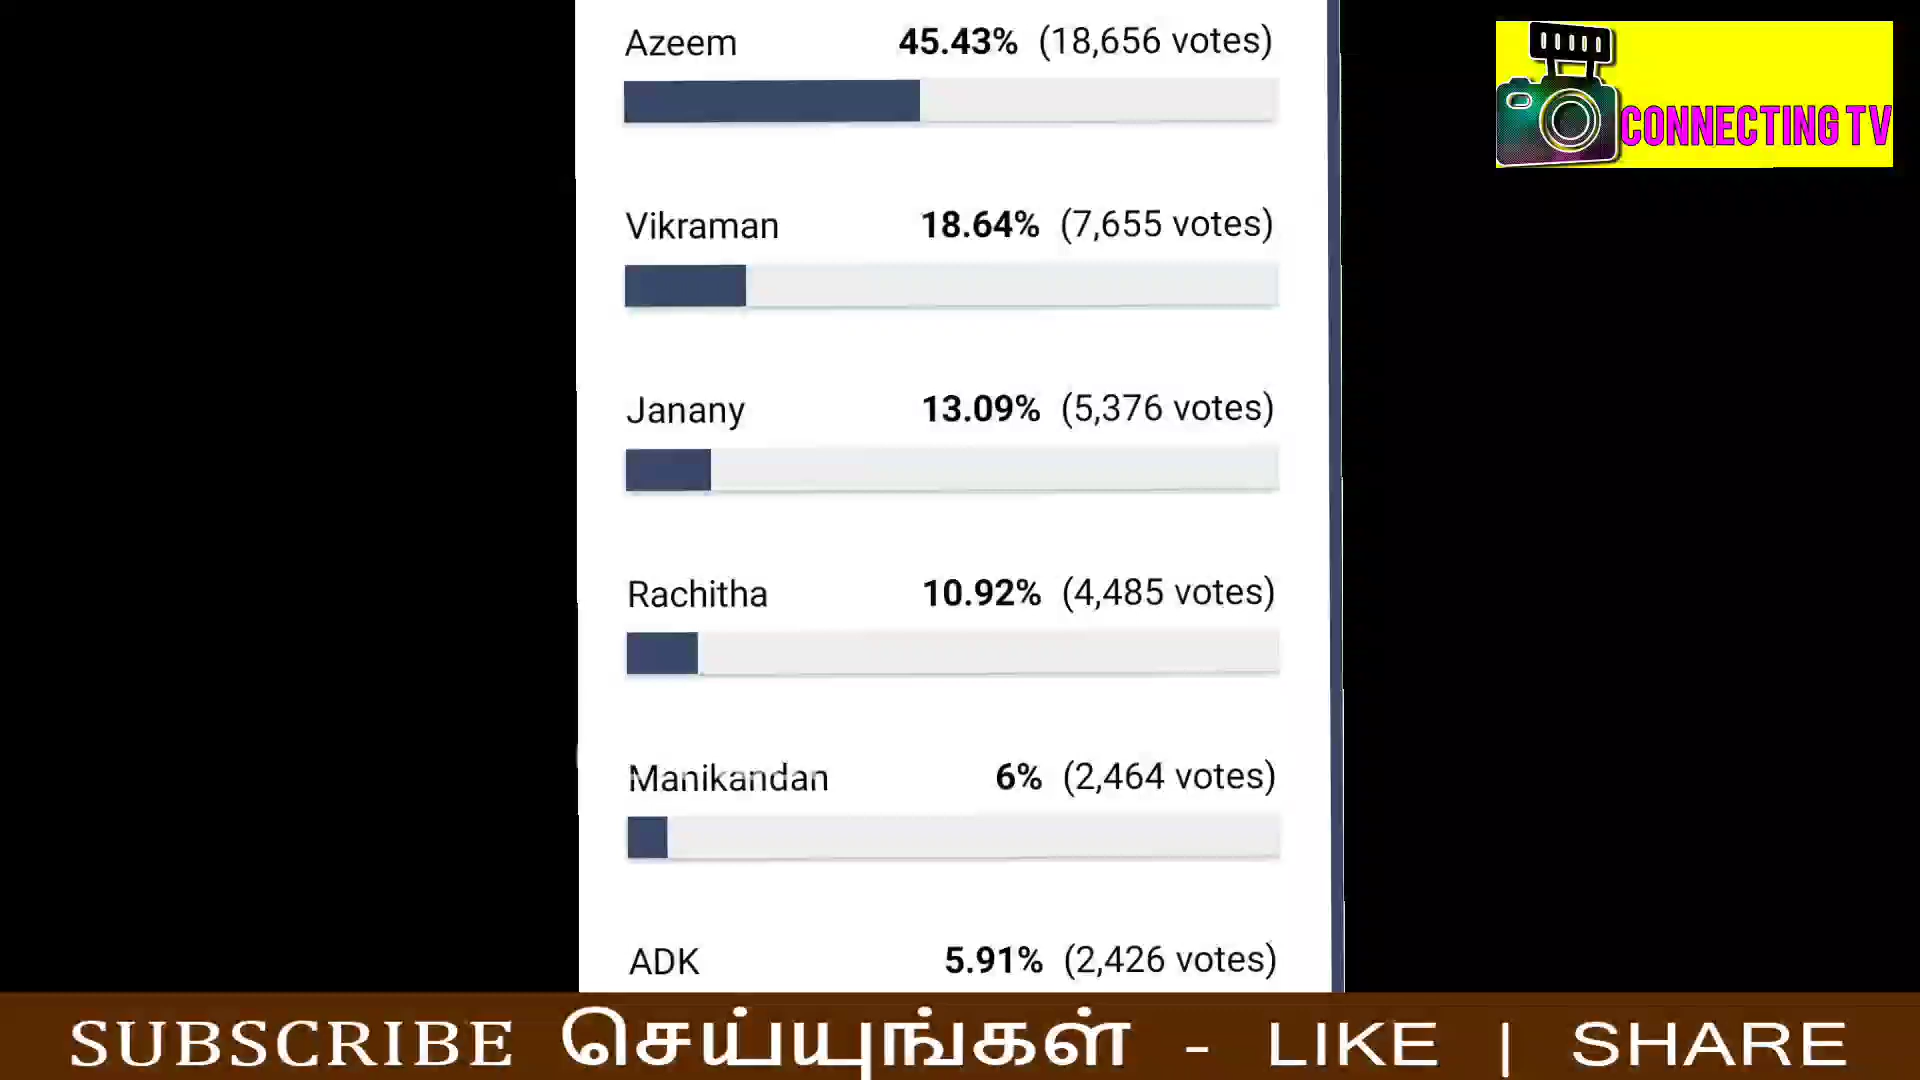 Azeem 45.43% (18,656 votes)
CONNECTING TV
Vikraman 18.64% (7,655 votes)
Janany 13.09% (5,376 votes)
Rachitha 10.92% (4,485 votes)
Manikandan 6% (2,464 votes)
ADK 5.91% (2,426 votes)
SUBSCRIBE செய்யுங்கள் - LIKE | SHARE